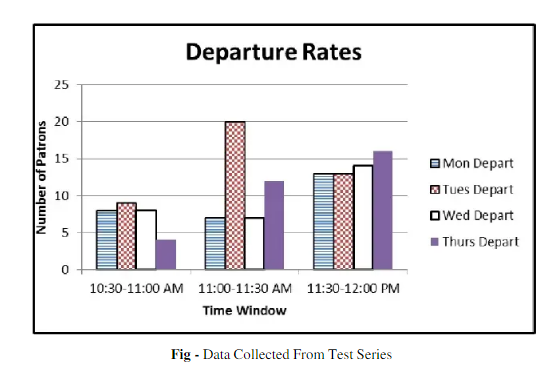 Departure Rates
Number of Patrons
25
20
15
10
5
0
10:30-11:00 AM 11:00-11:30 AM 11:30-12:00 PM
Time Window
Mon Depart
Tues Depart
Wed Depart
Thurs Depart
Fig - Data Collected From Test Series